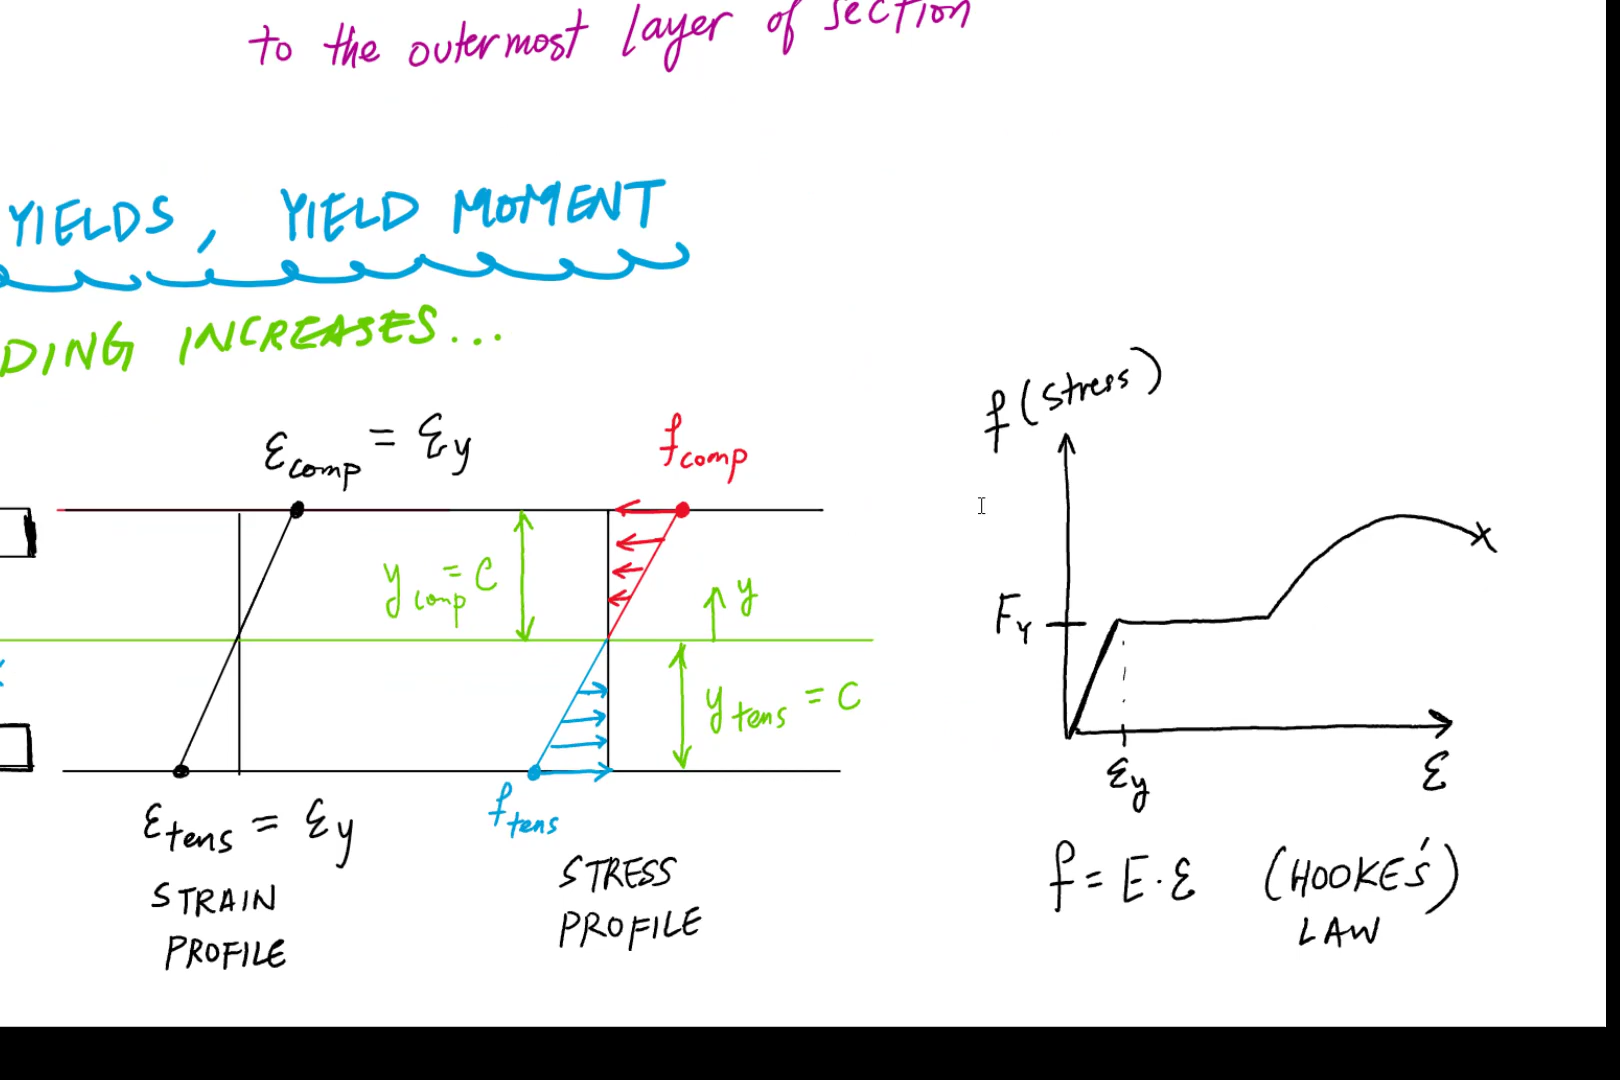 to the outermost layer of section
YIELDS, YIELD MOMENT
DING INCREASES...
εcomp = εy
fcomp
ycomp = c
y
ytens = c
εtens = εy
ftens
STRAIN
PROFILE
STRESS
PROFILE
f (stress)
Fy
εy
ε
f = E·ε (HOOKE'S)
LAW